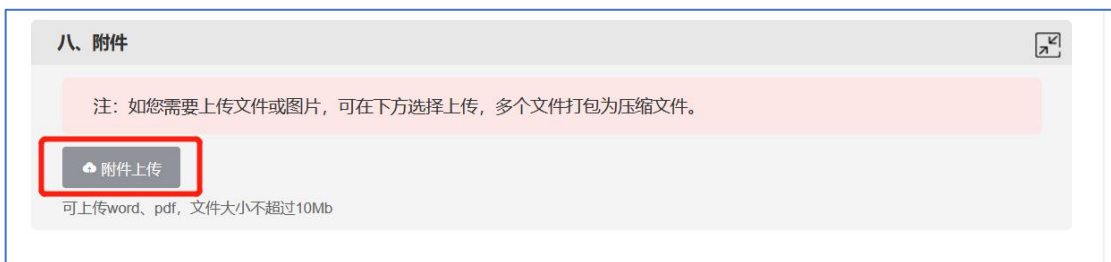 八、附件
注：如您需要上传文件或图片，可在下方选择上传，多个文件打包为压缩文件。
附件上传
可上传word、pdf，文件大小不超过10Mb